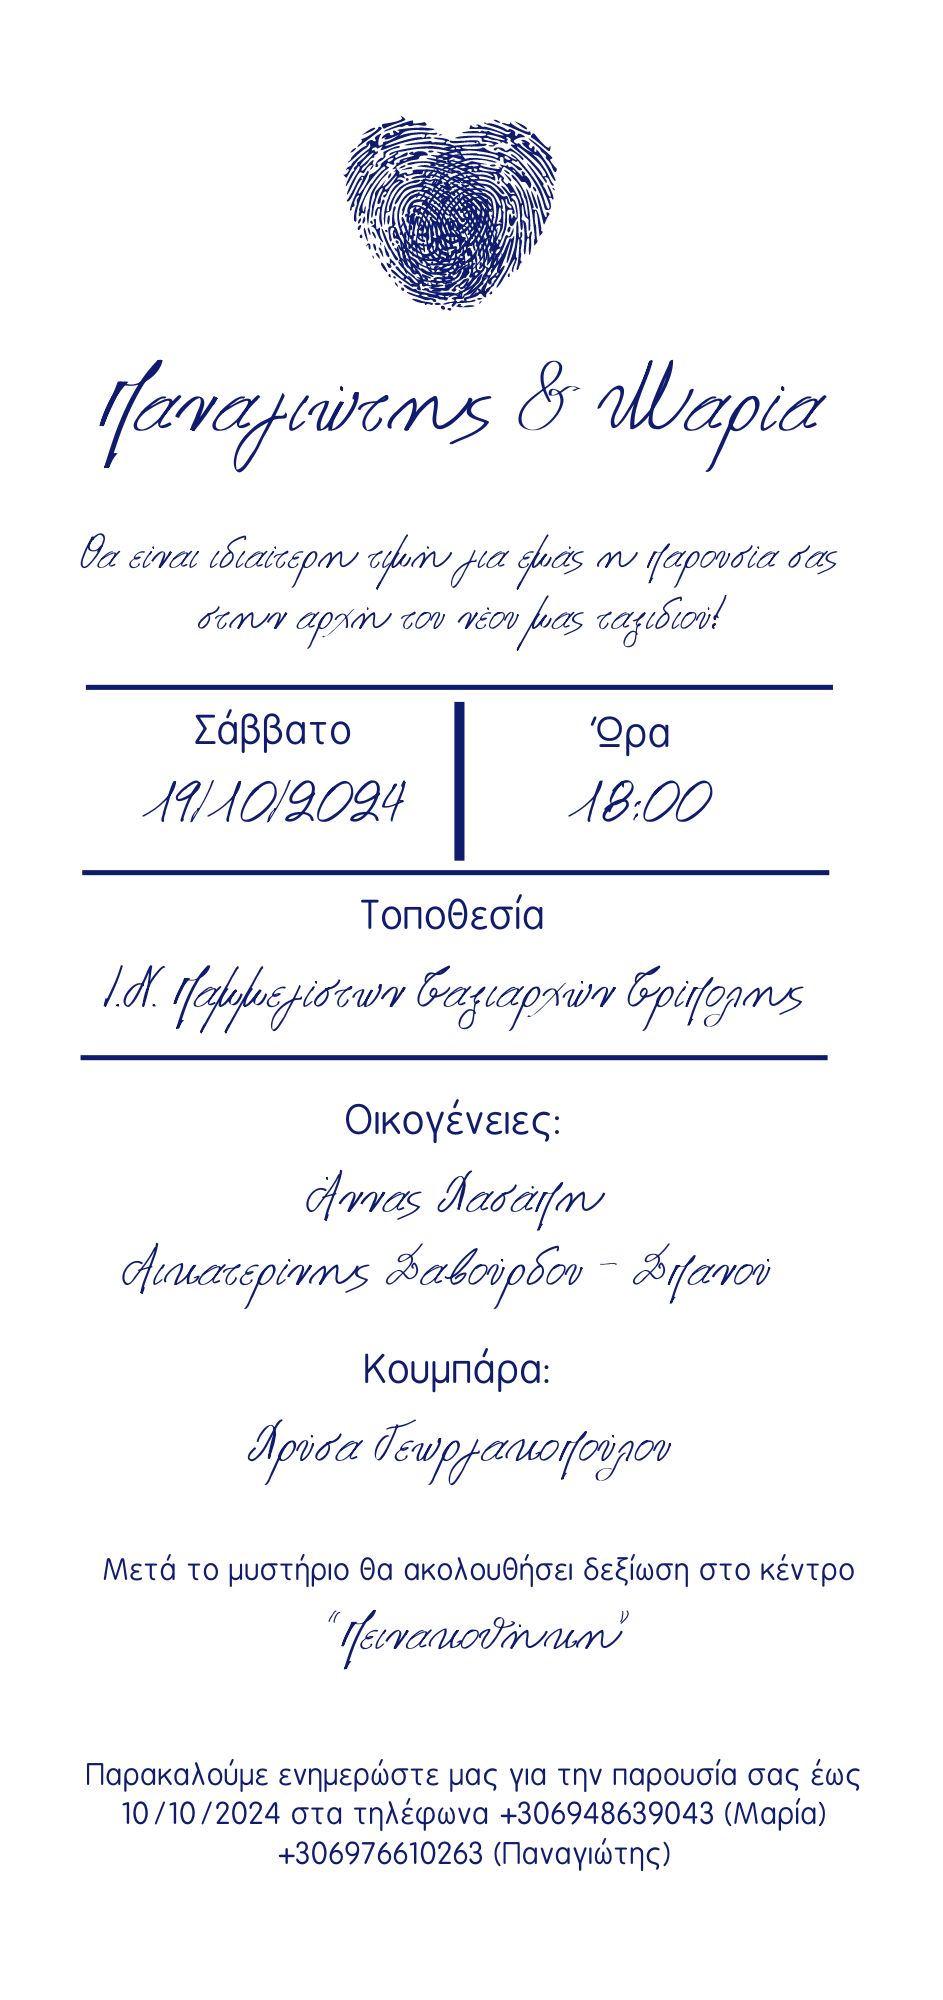 Παναγιώτης & Μαρία
Θα είναι ιδιαίτερη τιμή για εμάς η παρουσία σας
στην αρχή του νέου μας ταξιδιού!
Σάββατο
Ώρα
19/10/2024
18:00
Τοποθεσία
Ι.Ν. Παμμεγίστων Ταξιαρχών Τρίπολης
Οικογένειες:
Άννας Χασάπη
Αικατερίνης Σαβούρδου - Σπανού
Κουμπάρα:
Χρύσα Γεωργακοπούλου
Μετά το μυστήριο θα ακολουθήσει δεξίωση στο κέντρο
“Πεινακοθήκη”
Παρακαλούμε ενημερώστε μας για την παρουσία σας έως
10/10/2024 στα τηλέφωνα +306948639043 (Μαρία)
+306976610263 (Παναγιώτης)